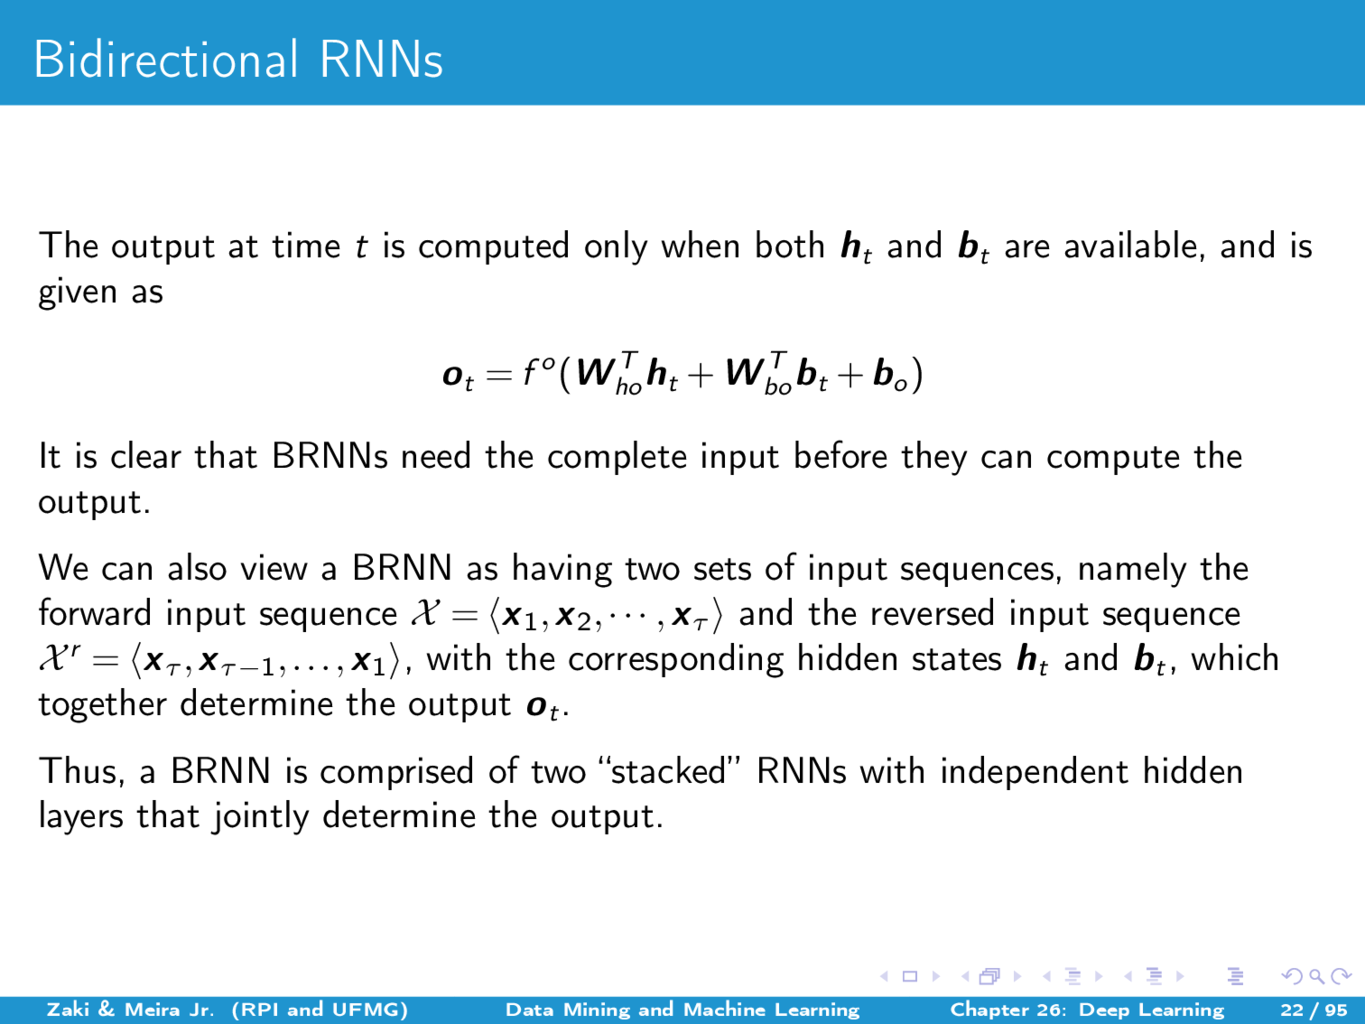 Bidirectional RNNs
The output at time t is computed only when both h_t and b_t are available, and is
given as
o_t = f^o(W_{ho}^T h_t + W_{bo}^T b_t + b_o)
It is clear that BRNNs need the complete input before they can compute the
output.
We can also view a BRNN as having two sets of input sequences, namely the
forward input sequence 𝒳 = ⟨x_1, x_2, ⋯ , x_τ⟩ and the reversed input sequence
𝒳^r = ⟨x_τ, x_{τ−1}, …, x_1⟩, with the corresponding hidden states h_t and b_t, which
together determine the output o_t.
Thus, a BRNN is comprised of two “stacked” RNNs with independent hidden
layers that jointly determine the output.
Zaki & Meira Jr. (RPI and UFMG) Data Mining and Machine Learning Chapter 26: Deep Learning 22 / 95